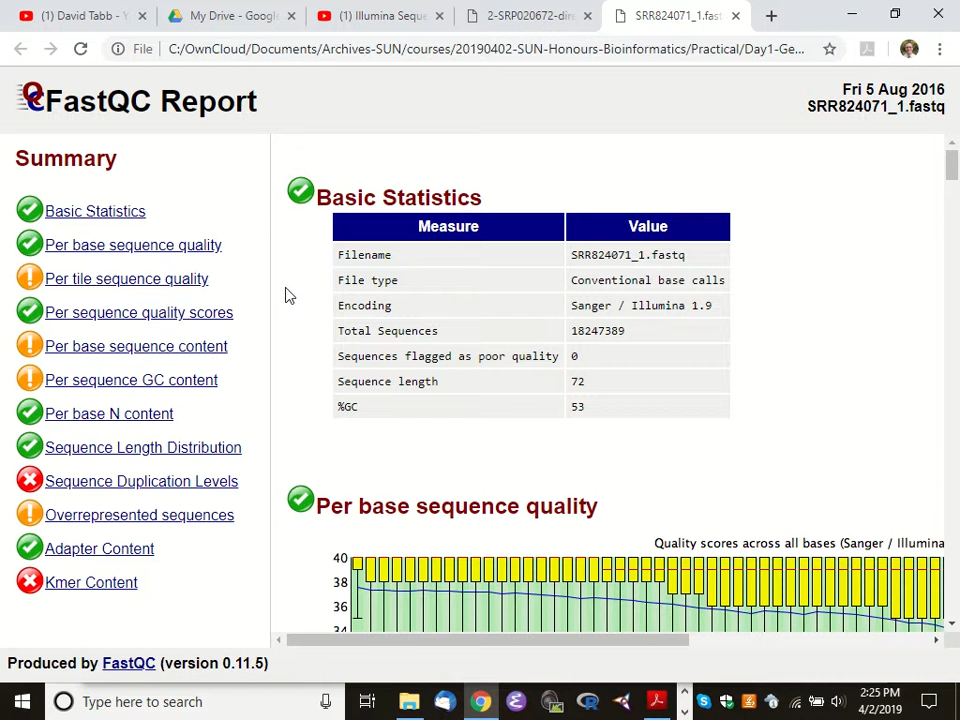 (1) David Tabb - Y
My Drive - Googl
(1) Illumina Sequ
2-SRP020672-dir
SRR824071_1.fast
File
C:/OwnCloud/Documents/Archives-SUN/courses/20190402-SUN-Honours-Bioinformatics/Practical/Day1-Ge...
FastQC Report
Fri 5 Aug 2016
SRR824071_1.fastq
Summary
Basic Statistics
Per base sequence quality
Per tile sequence quality
Per sequence quality scores
Per base sequence content
Per sequence GC content
Per base N content
Sequence Length Distribution
Sequence Duplication Levels
Overrepresented sequences
Adapter Content
Kmer Content
Basic Statistics
Measure Value
Filename SRR824071_1.fastq
File type Conventional base calls
Encoding Sanger / Illumina 1.9
Total Sequences 18247389
Sequences flagged as poor quality 0
Sequence length 72
%GC 53
Per base sequence quality
Quality scores across all bases (Sanger / Illumina
40
38
36
34
Produced by FastQC (version 0.11.5)
Type here to search
2:25 PM
4/2/2019